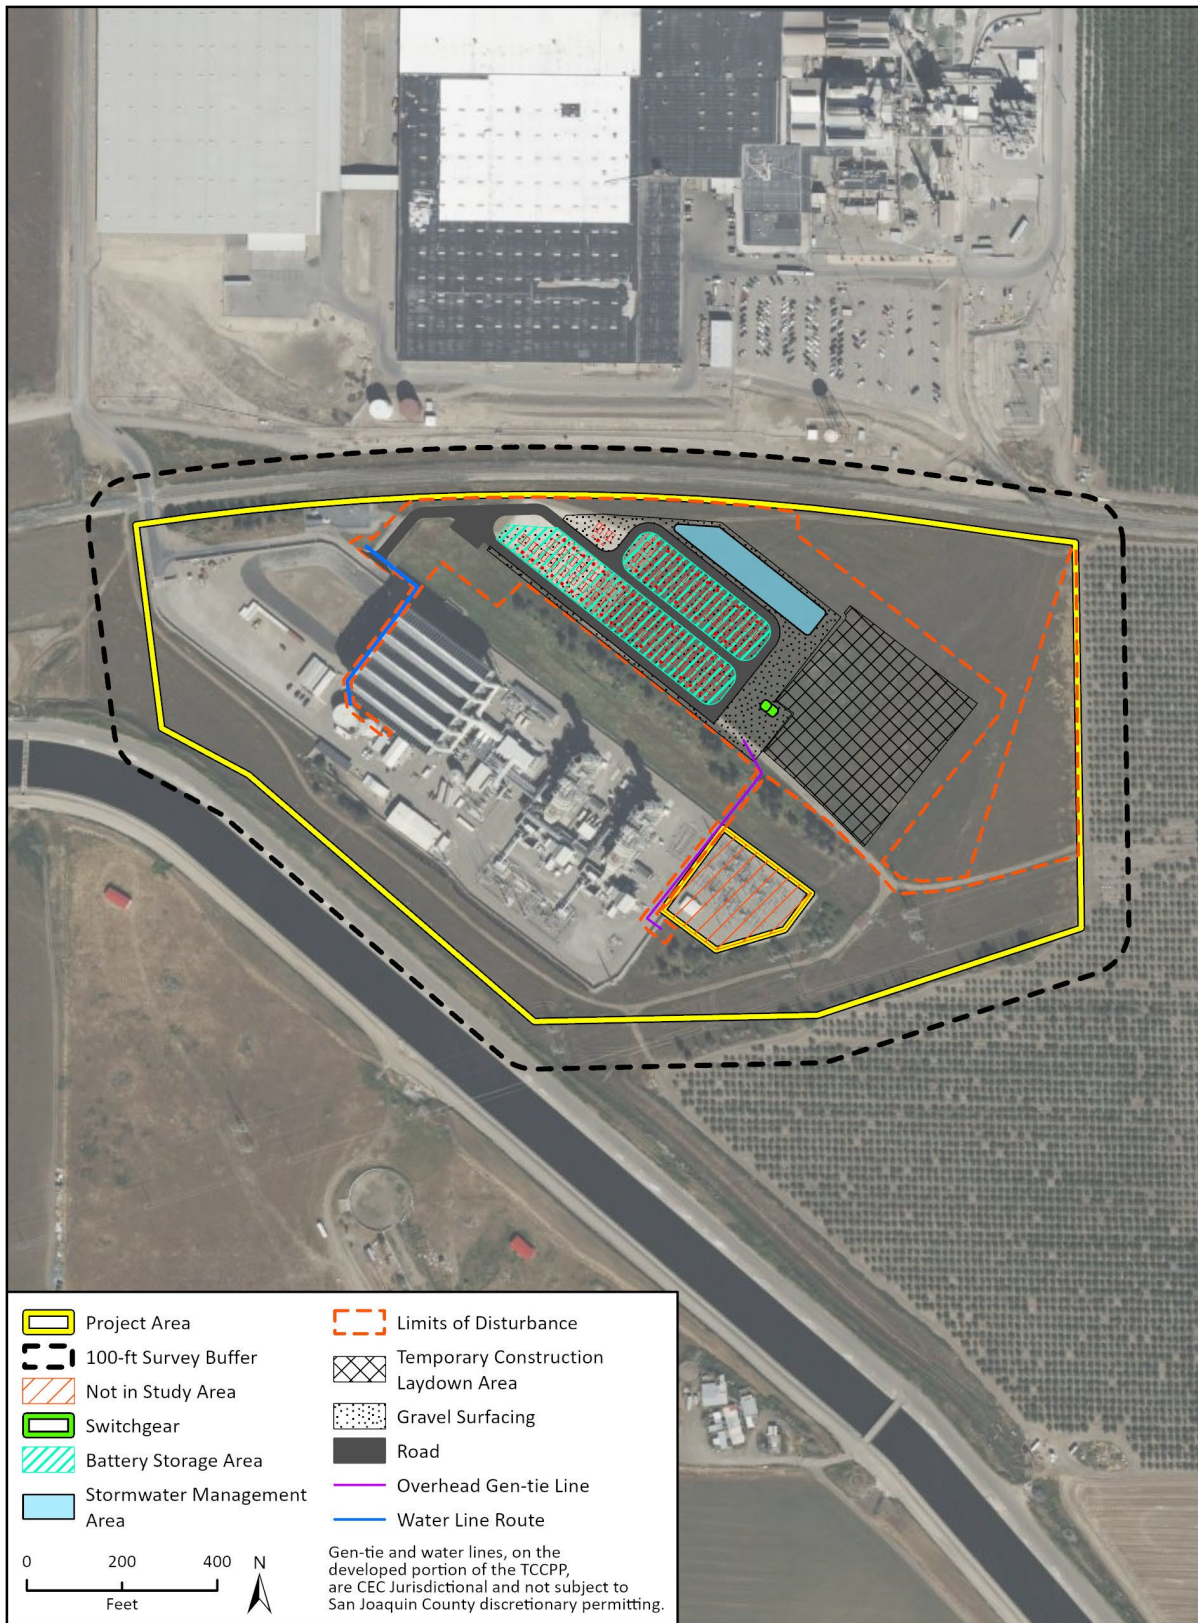 Project Area
100-ft Survey Buffer
Not in Study Area
Switchgear
Battery Storage Area
Stormwater Management
Area
Limits of Disturbance
Temporary Construction
Laydown Area
Gravel Surfacing
Road
Overhead Gen-tie Line
Water Line Route
0 200 400
Feet
N
Gen-tie and water lines, on the
developed portion of the TCCPP,
are CEC Jurisdictional and not subject to
San Joaquin County discretionary permitting.